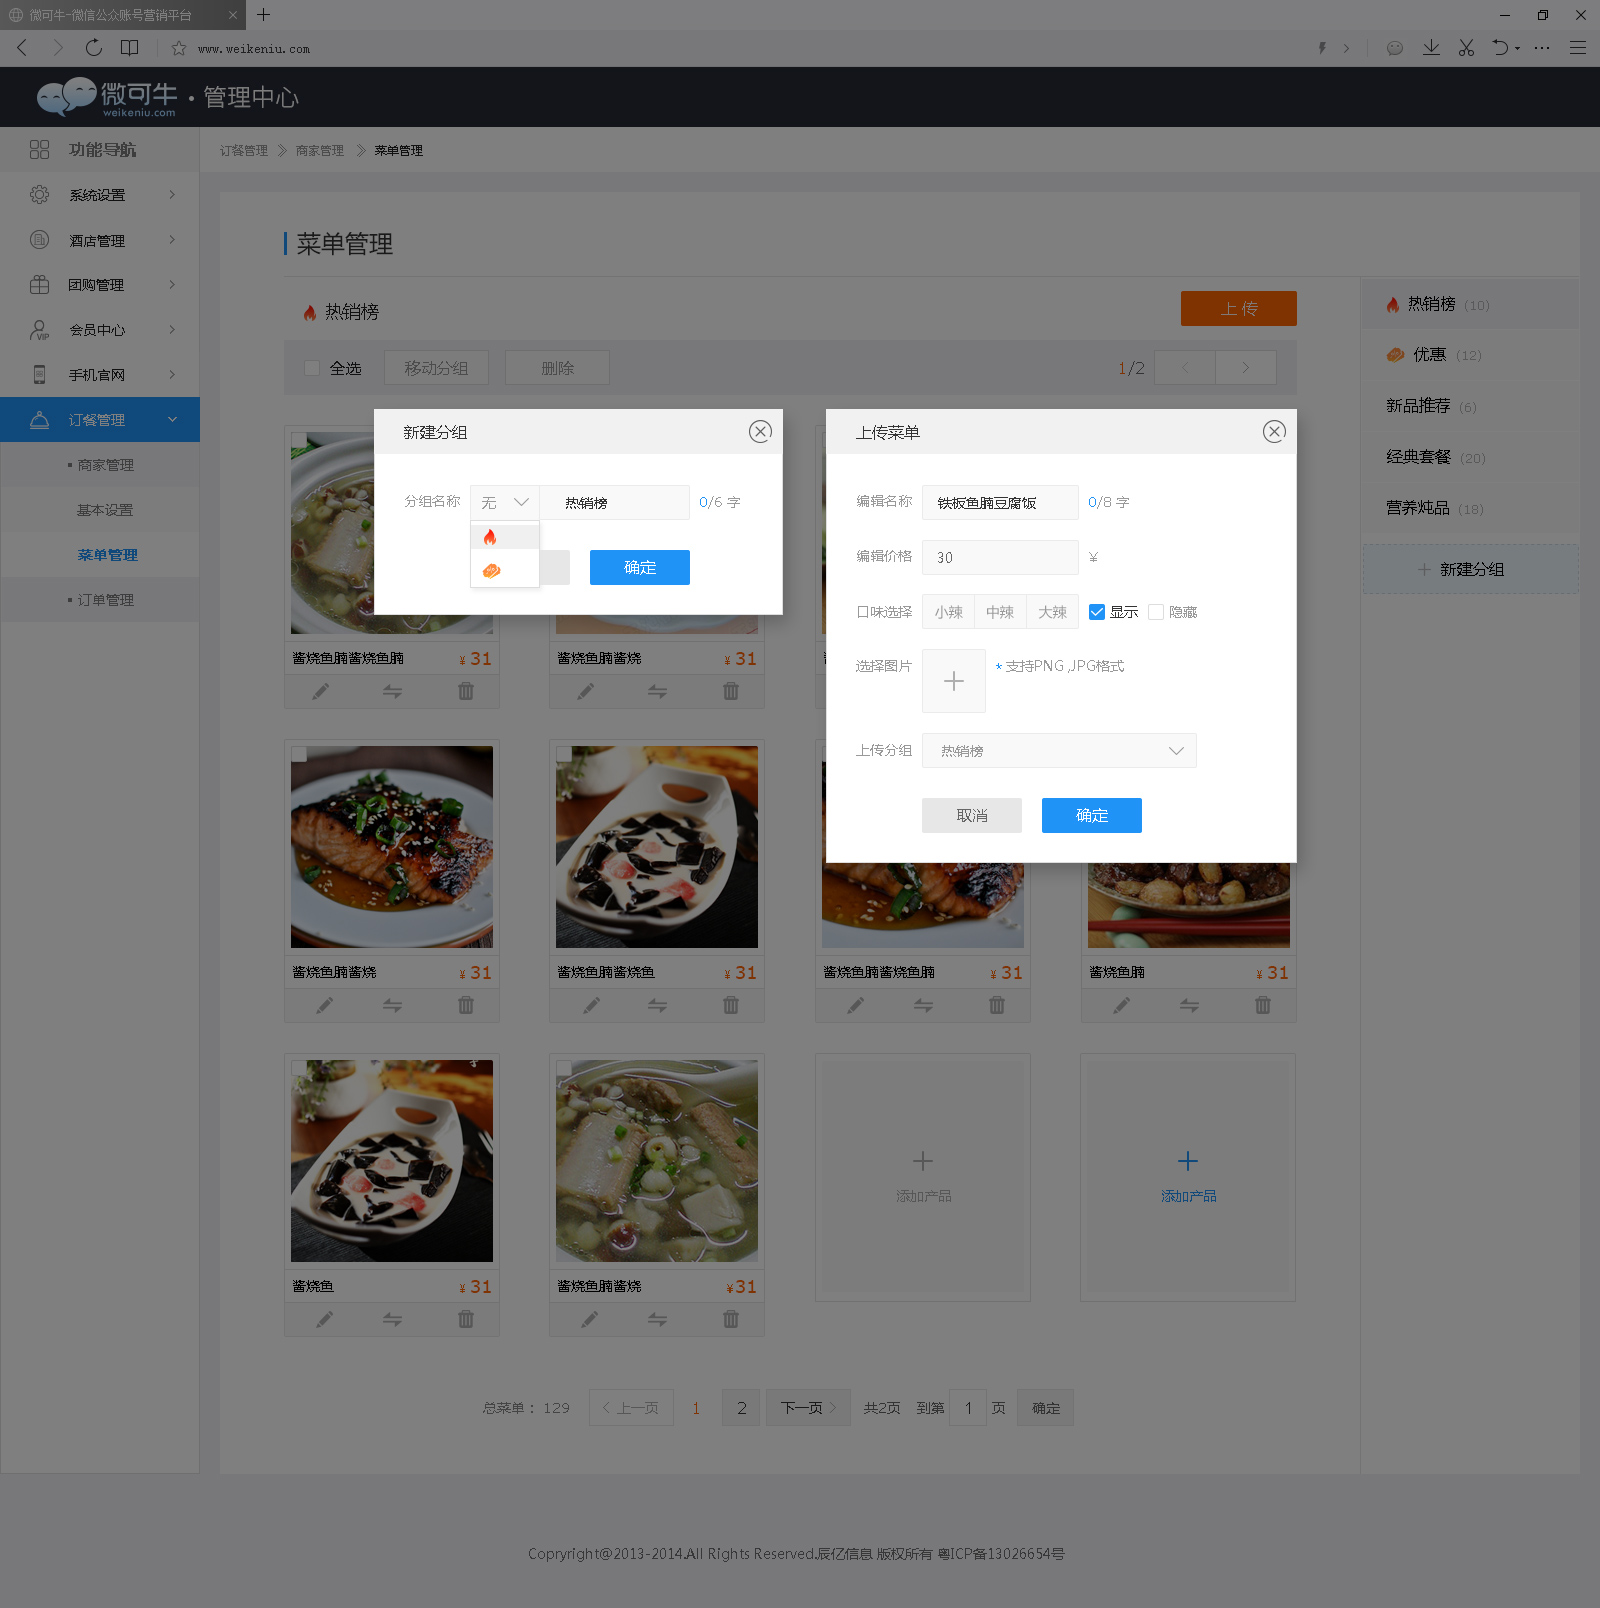 微可牛-微信公众账号营销平台
www.weikeniu.com
微可牛·管理中心
weikeniu.com
功能导航
系统设置
酒店管理
团购管理
会员中心
VIP
手机官网
订餐管理
商家管理
基本设置
菜单管理
订单管理
订餐管理 商家管理 菜单管理
菜单管理
热销榜
上 传
全选 移动分组 删除 1/2
热销榜 (10)
优惠 (12)
新品推荐 (6)
经典套餐 (20)
营养炖品 (18)
新建分组
新建分组
分组名称 无 热销榜 0/6 字
确定
上传菜单
编辑名称 铁板鱼腩豆腐饭 0/8 字
编辑价格 30 ¥
口味选择 小辣 中辣 大辣 显示 隐藏
选择图片 * 支持PNG ,JPG格式
上传分组 热销榜
取消 确定
酱烧鱼腩酱烧鱼腩 ¥ 31
酱烧鱼腩酱烧 ¥ 31
酱烧鱼腩酱烧 ¥ 31
酱烧鱼腩酱烧鱼 ¥ 31
酱烧鱼腩酱烧鱼腩 ¥ 31
酱烧鱼腩 ¥ 31
酱烧鱼 ¥ 31
酱烧鱼腩酱烧 ¥31
添加产品
添加产品
总菜单： 129 上一页 1 2 下一页 共2页 到第 1 页 确定
Copryright@2013-2014.All Rights Reserved.辰亿信息 版权所有 粤ICP备13026654号